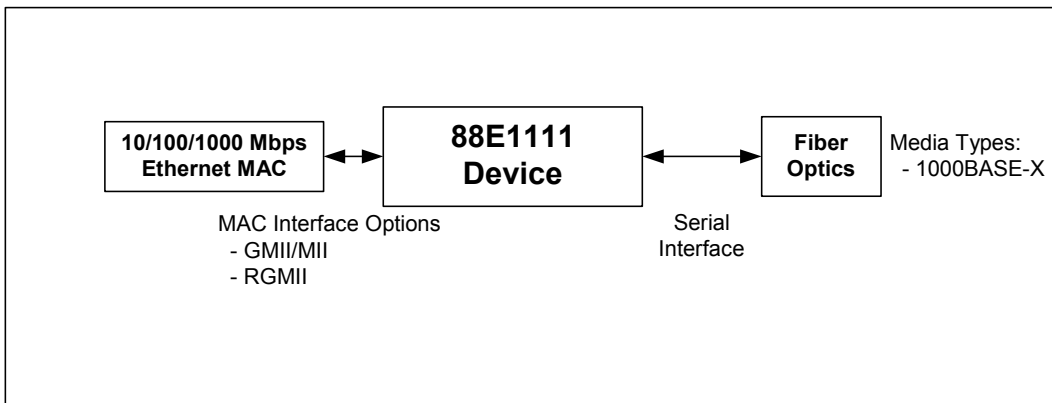 10/100/1000 Mbps
Ethernet MAC
88E1111
Device
Fiber
Optics
Media Types:
- 1000BASE-X
MAC Interface Options
- GMII/MII
- RGMII
Serial
Interface